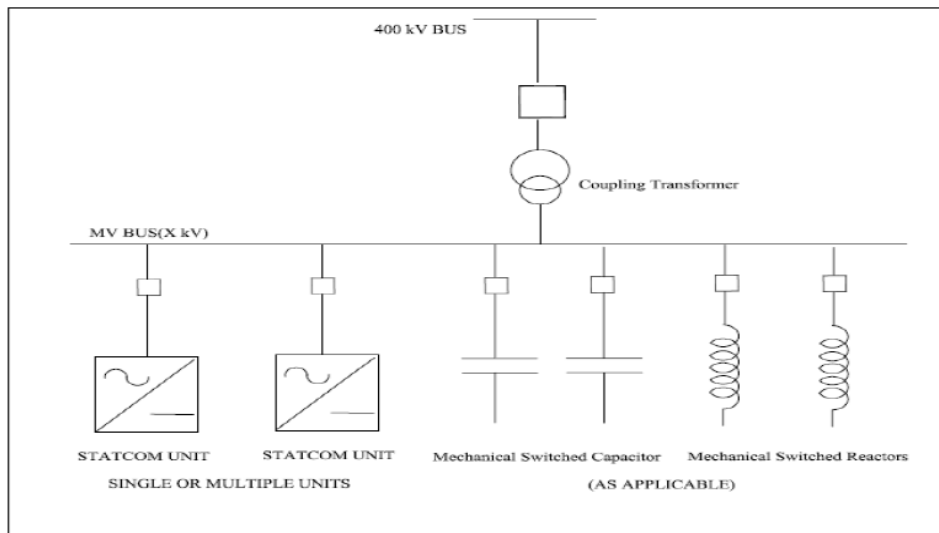 400 kV BUS
Coupling Transformer
MV BUS(X kV)
STATCOM UNIT
STATCOM UNIT
Mechanical Switched Capacitor
Mechanical Switched Reactors
SINGLE OR MULTIPLE UNITS
(AS APPLICABLE)